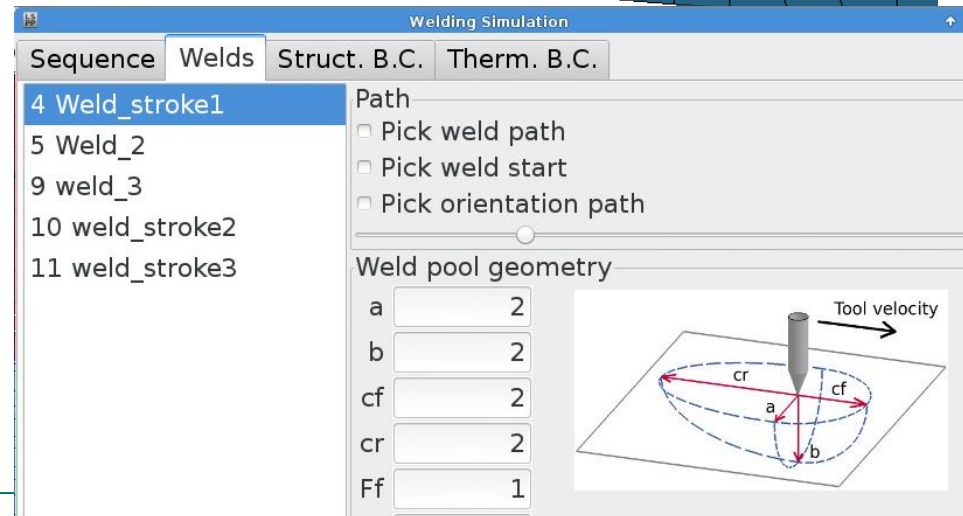 Welding Simulation
Sequence Welds Struct. B.C. Therm. B.C.
4 Weld_stroke1
5 Weld_2
9 weld_3
10 weld_stroke2
11 weld_stroke3
Path
Pick weld path
Pick weld start
Pick orientation path
Weld pool geometry
a 2
b 2
cf 2
cr 2
Ff 1
Tool velocity
cr
cf
a
b